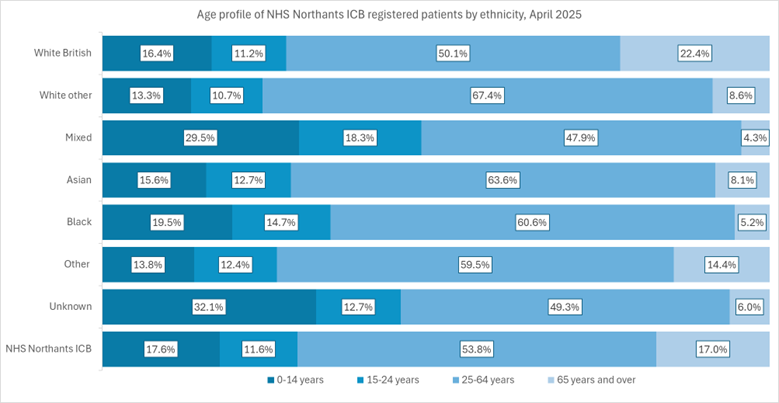 Age profile of NHS Northants ICB registered patients by ethnicity, April 2025
White British 16.4% 11.2% 50.1% 22.4%
White other 13.3% 10.7% 67.4% 8.6%
Mixed 29.5% 18.3% 47.9% 4.3%
Asian 15.6% 12.7% 63.6% 8.1%
Black 19.5% 14.7% 60.6% 5.2%
Other 13.8% 12.4% 59.5% 14.4%
Unknown 32.1% 12.7% 49.3% 6.0%
NHS Northants ICB 17.6% 11.6% 53.8% 17.0%
0-14 years 15-24 years 25-64 years 65 years and over